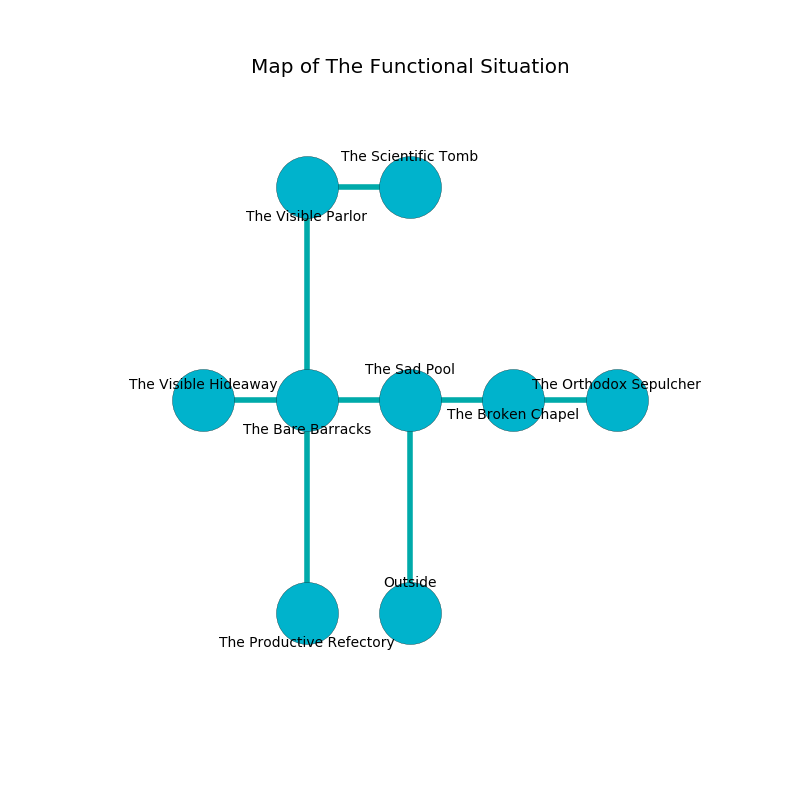 Map of The Functional Situation
The Scientific Tomb
The Visible Parlor
The Sad Pool
The Visible Hideaway
The Orthodox Sepulcher
The Broken Chapel
The Bare Barracks
Outside
The Productive Refectory